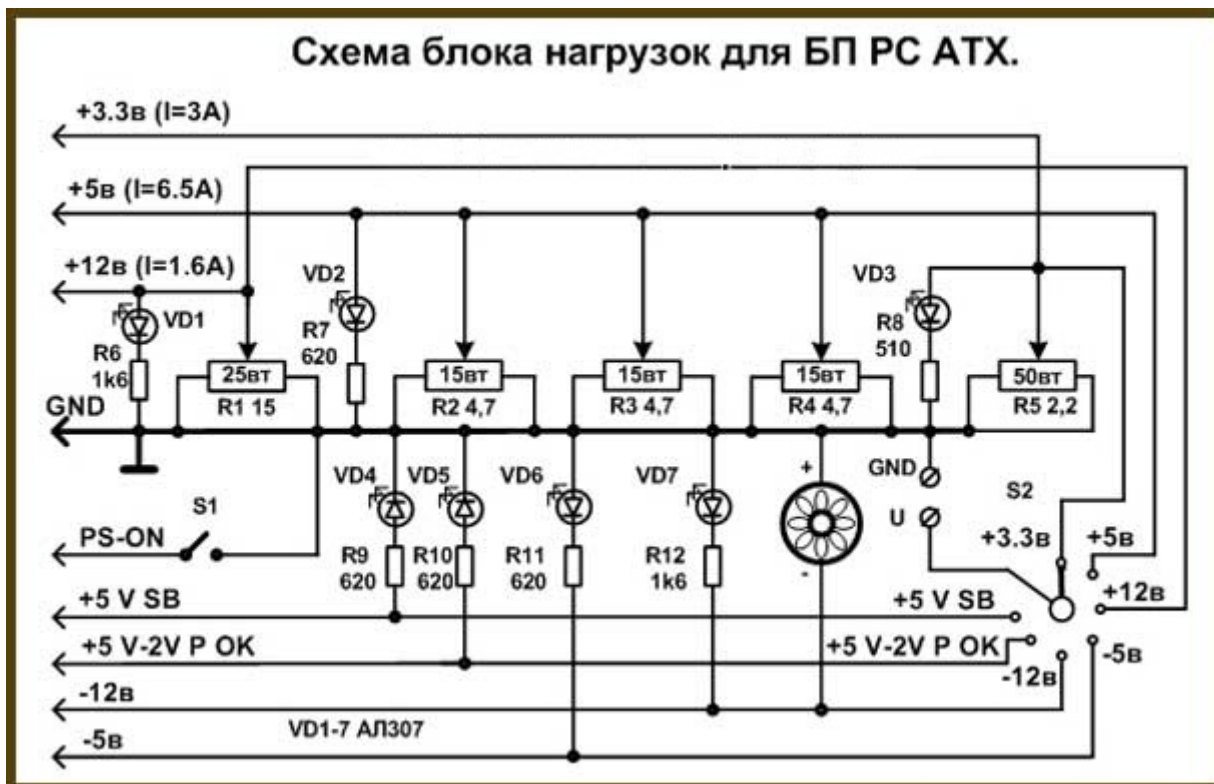 Схема блока нагрузок для БП PC ATX.
+3.3в (I=3А)
+5в (I=6.5А)
+12в (I=1.6А)
VD1
VD2
VD3
R6
1k6
R7
620
R8
510
25вт
15вт
15вт
15вт
50вт
GND
R1 15
R2 4,7
R3 4,7
R4 4,7
R5 2,2
VD4
VD5
VD6
VD7
+
GND
S2
S1
U
PS-ON
+3.3в
+5в
R9
620
R10
620
R11
620
R12
1k6
-
+12в
+5 V SB
+5 V SB
+5 V-2V P OK
+5 V-2V P OK
-5в
-12в
-12в
VD1-7 АЛ307
-5в